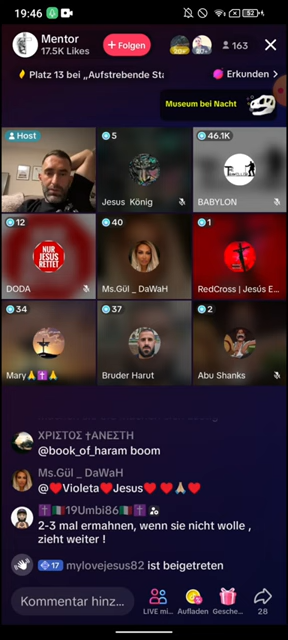 19:46
52
Mentor
17.5K Likes
+ Folgen
163
Platz 13 bei „Aufstrebende Sta
Erkunden >
Museum bei Nacht
Host
5
46.1K
Jesus König
BABYLON
12
40
1
NUR
JESUS
RETTET
DODA
Ms.Gül _ DaWaH
RedCross | Jesús E...
34
37
2
Mary🙏✝️🙏
Bruder Harut
Abu Shanks
ΧΡΙΣΤΟΣ †ΑΝΕΣΤΗ
@book_of_haram boom
Ms.Gül _ DaWaH
@❤️Violeta❤️Jesus❤️ ❤️🙏❤️
✝️🇮🇹19Umbi86🇮🇹✝️
2-3 mal ermahnen, wenn sie nicht wolle ,
zieht weiter !
mylovejesus82 ist beigetreten
Kommentar hinz...
LIVE mi...
Aufladen
Gesche...
28